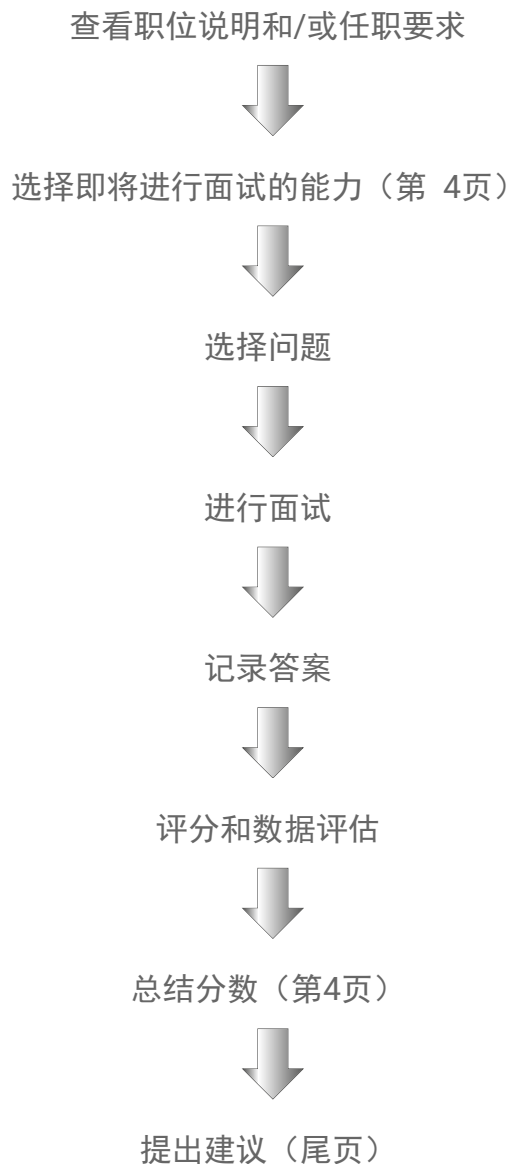 查看职位说明和/或任职要求
选择即将进行面试的能力（第 4页）
选择问题
进行面试
记录答案
评分和数据评估
总结分数（第4页）
提出建议（尾页）